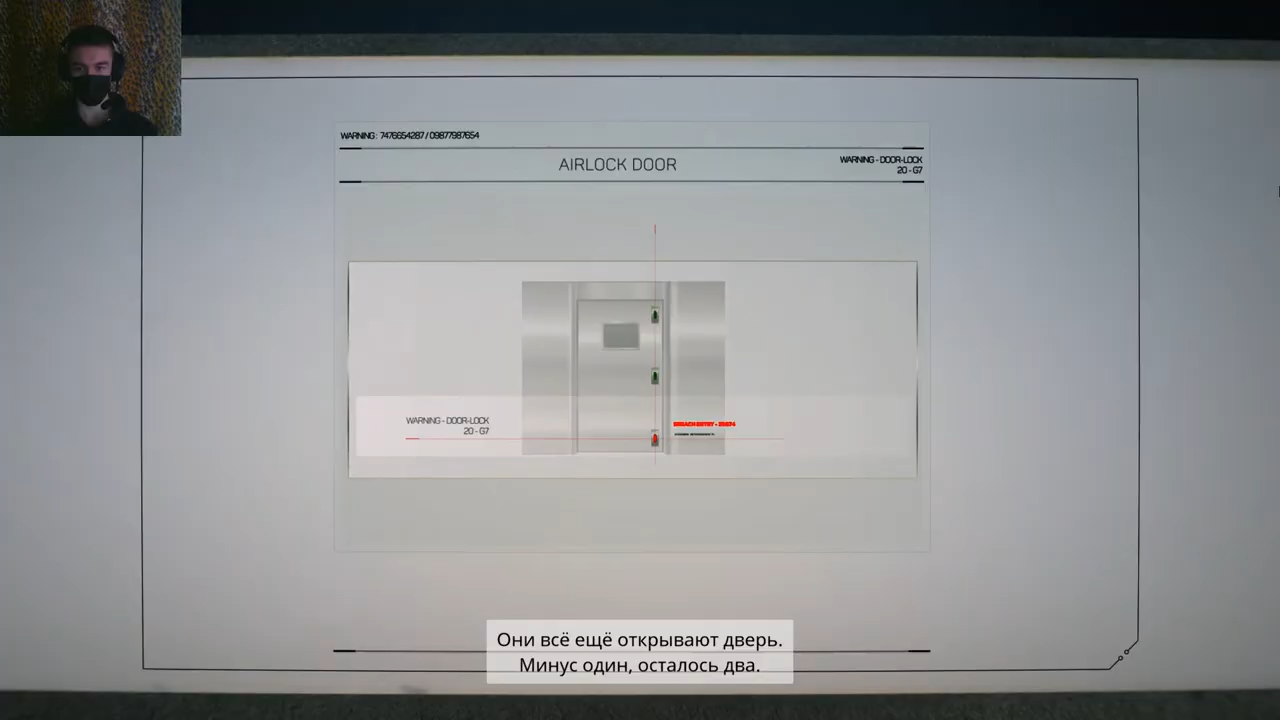 WARNING: 7476654287 / 09877987654
AIRLOCK DOOR
WARNING - DOOR-LOCK
20 - G7
WARNING - DOOR-LOCK
20 - G7
Они всё ещё открывают дверь.
Минус один, осталось два.